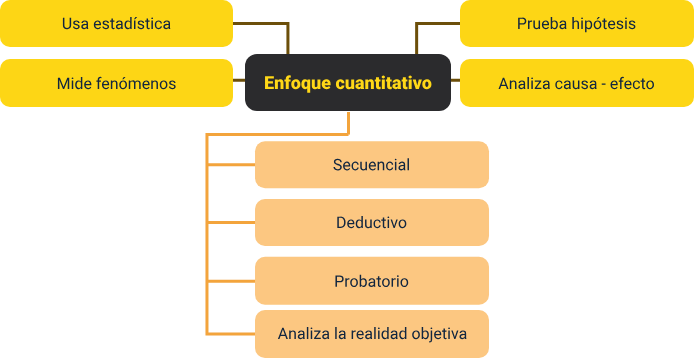 Usa estadística
Prueba hipótesis
Mide fenómenos
Enfoque cuantitativo
Analiza causa - efecto
Secuencial
Deductivo
Probatorio
Analiza la realidad objetiva